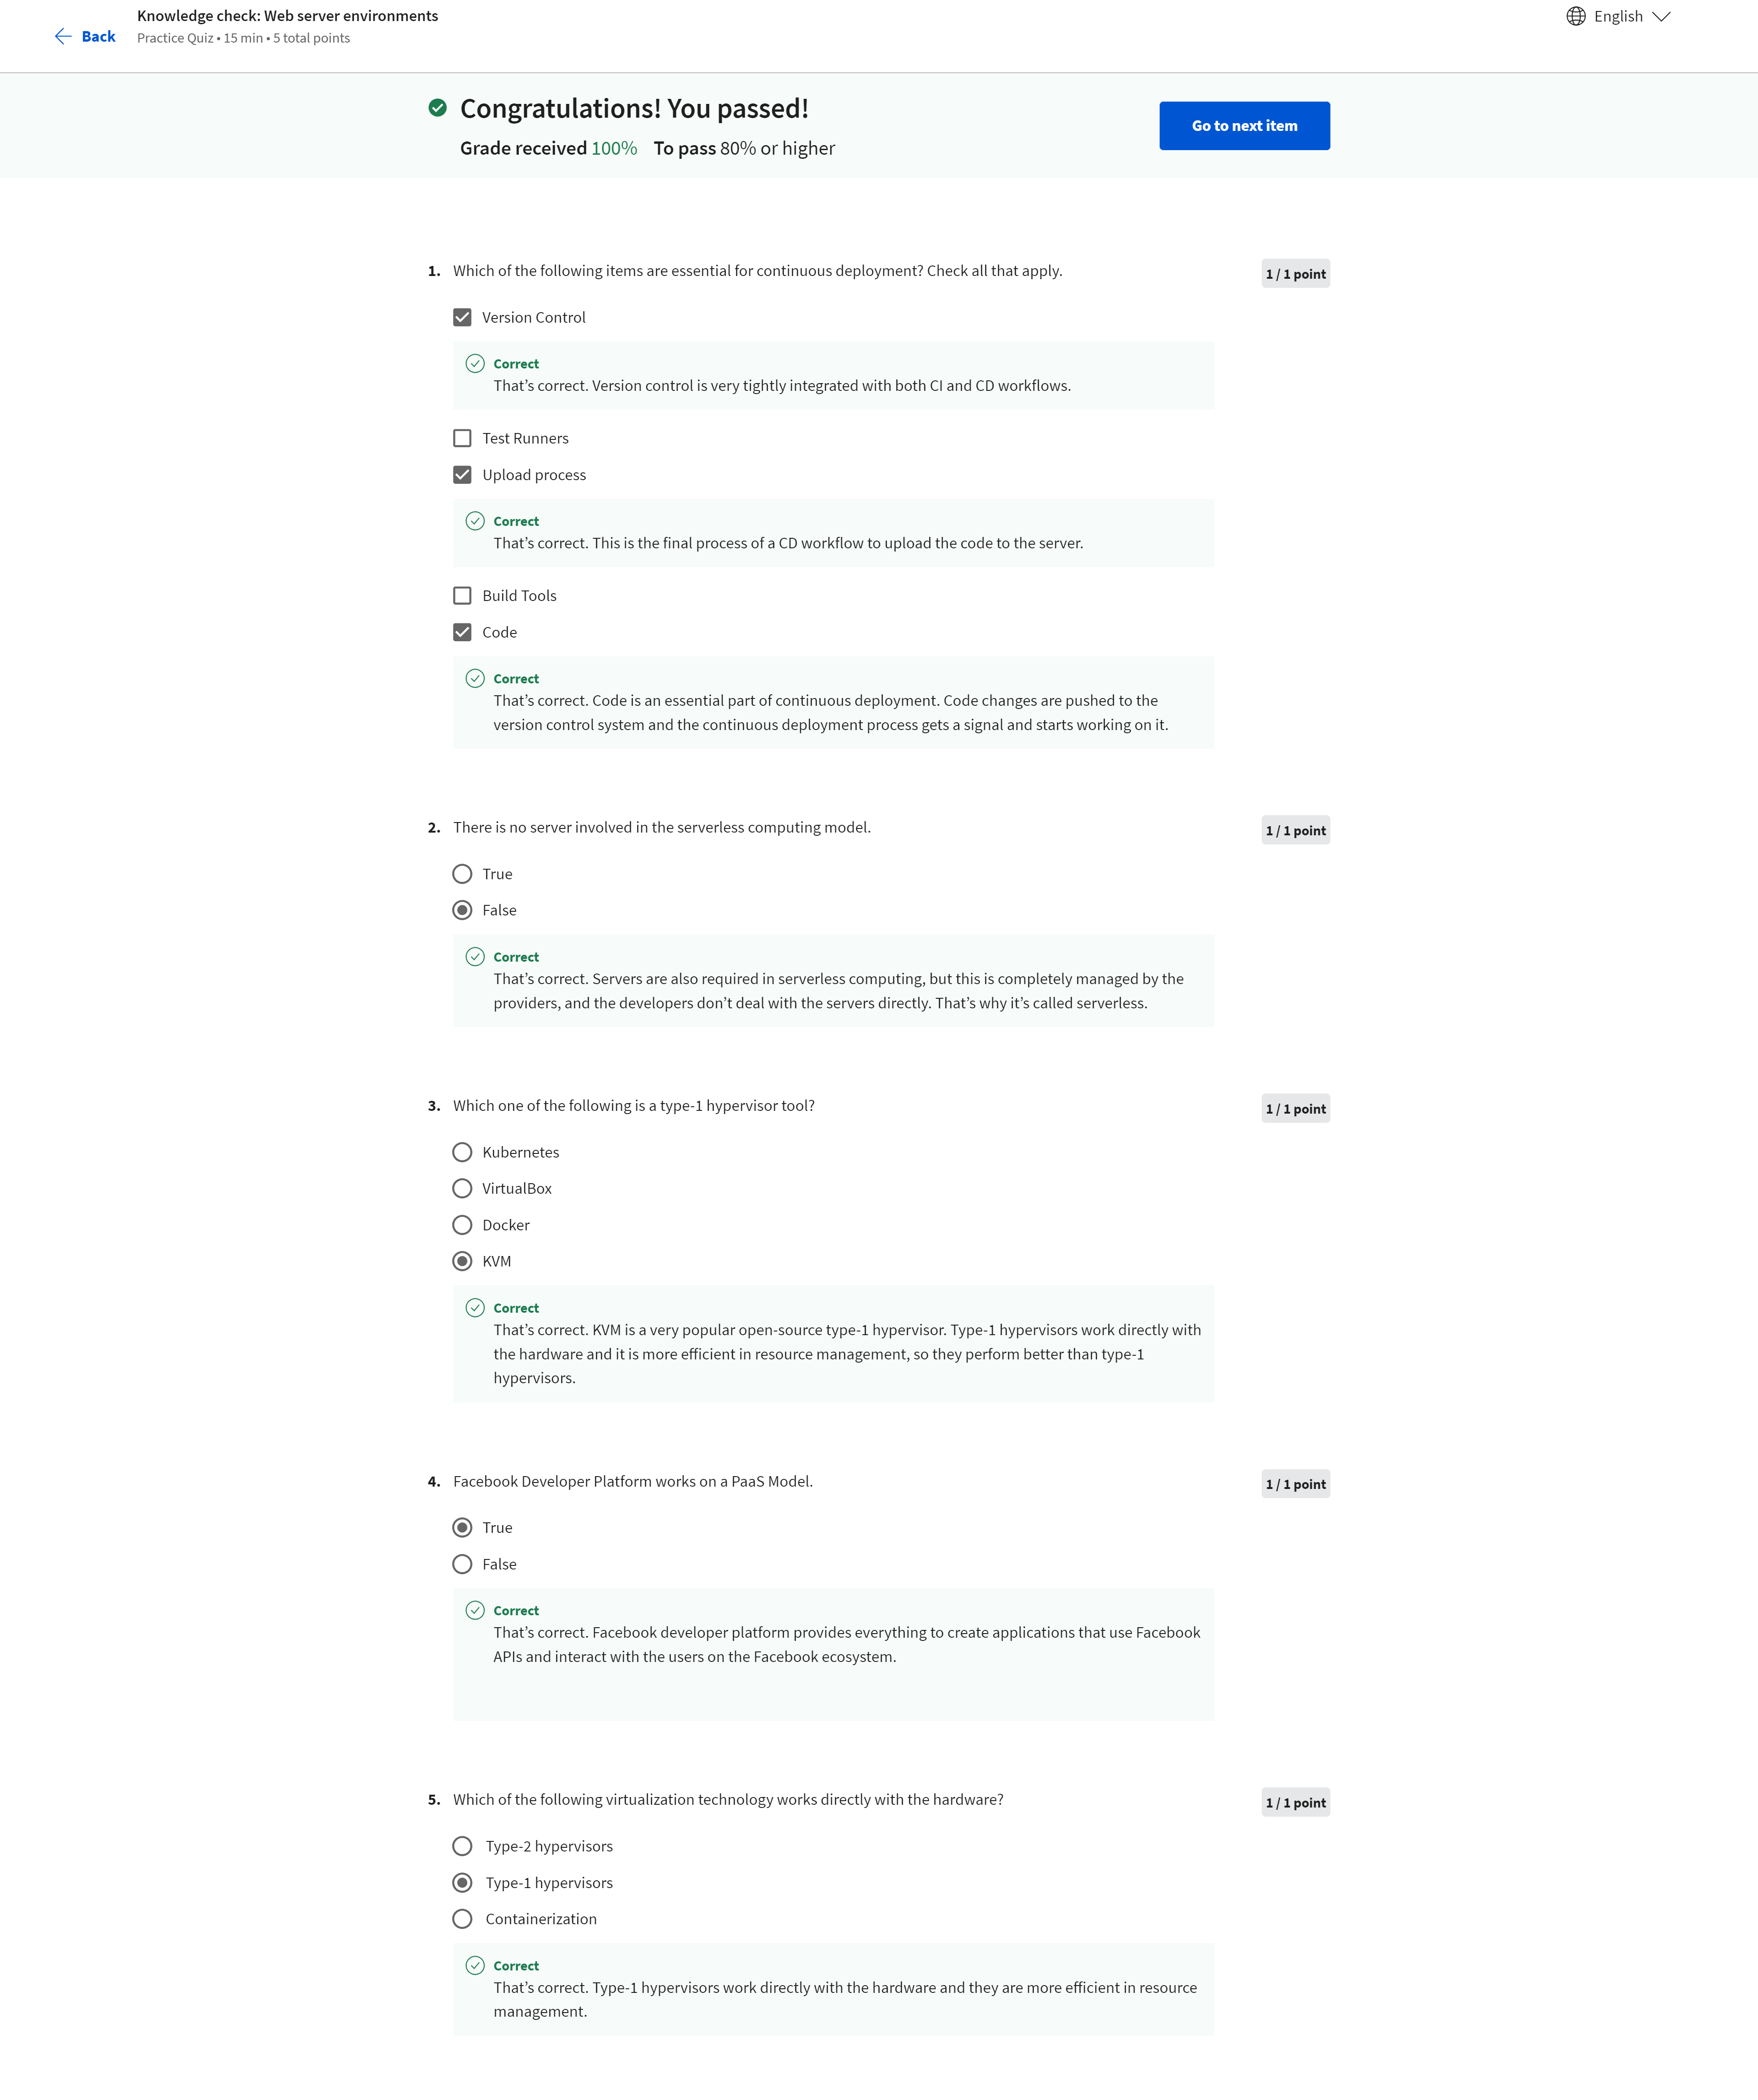 Knowledge check: Web server environments
Back
Practice Quiz • 15 min • 5 total points
English
Congratulations! You passed!
Grade received 100% To pass 80% or higher
Go to next item
1. Which of the following items are essential for continuous deployment? Check all that apply.
1 / 1 point
Version Control
Correct
That’s correct. Version control is very tightly integrated with both CI and CD workflows.
Test Runners
Upload process
Correct
That’s correct. This is the final process of a CD workflow to upload the code to the server.
Build Tools
Code
Correct
That’s correct. Code is an essential part of continuous deployment. Code changes are pushed to the
version control system and the continuous deployment process gets a signal and starts working on it.
2. There is no server involved in the serverless computing model.
1 / 1 point
True
False
Correct
That’s correct. Servers are also required in serverless computing, but this is completely managed by the
providers, and the developers don’t deal with the servers directly. That’s why it’s called serverless.
3. Which one of the following is a type-1 hypervisor tool?
1 / 1 point
Kubernetes
VirtualBox
Docker
KVM
Correct
That’s correct. KVM is a very popular open-source type-1 hypervisor. Type-1 hypervisors work directly with
the hardware and it is more efficient in resource management, so they perform better than type-1
hypervisors.
4. Facebook Developer Platform works on a PaaS Model.
1 / 1 point
True
False
Correct
That’s correct. Facebook developer platform provides everything to create applications that use Facebook
APIs and interact with the users on the Facebook ecosystem.
5. Which of the following virtualization technology works directly with the hardware?
1 / 1 point
Type-2 hypervisors
Type-1 hypervisors
Containerization
Correct
That’s correct. Type-1 hypervisors work directly with the hardware and they are more efficient in resource
management.